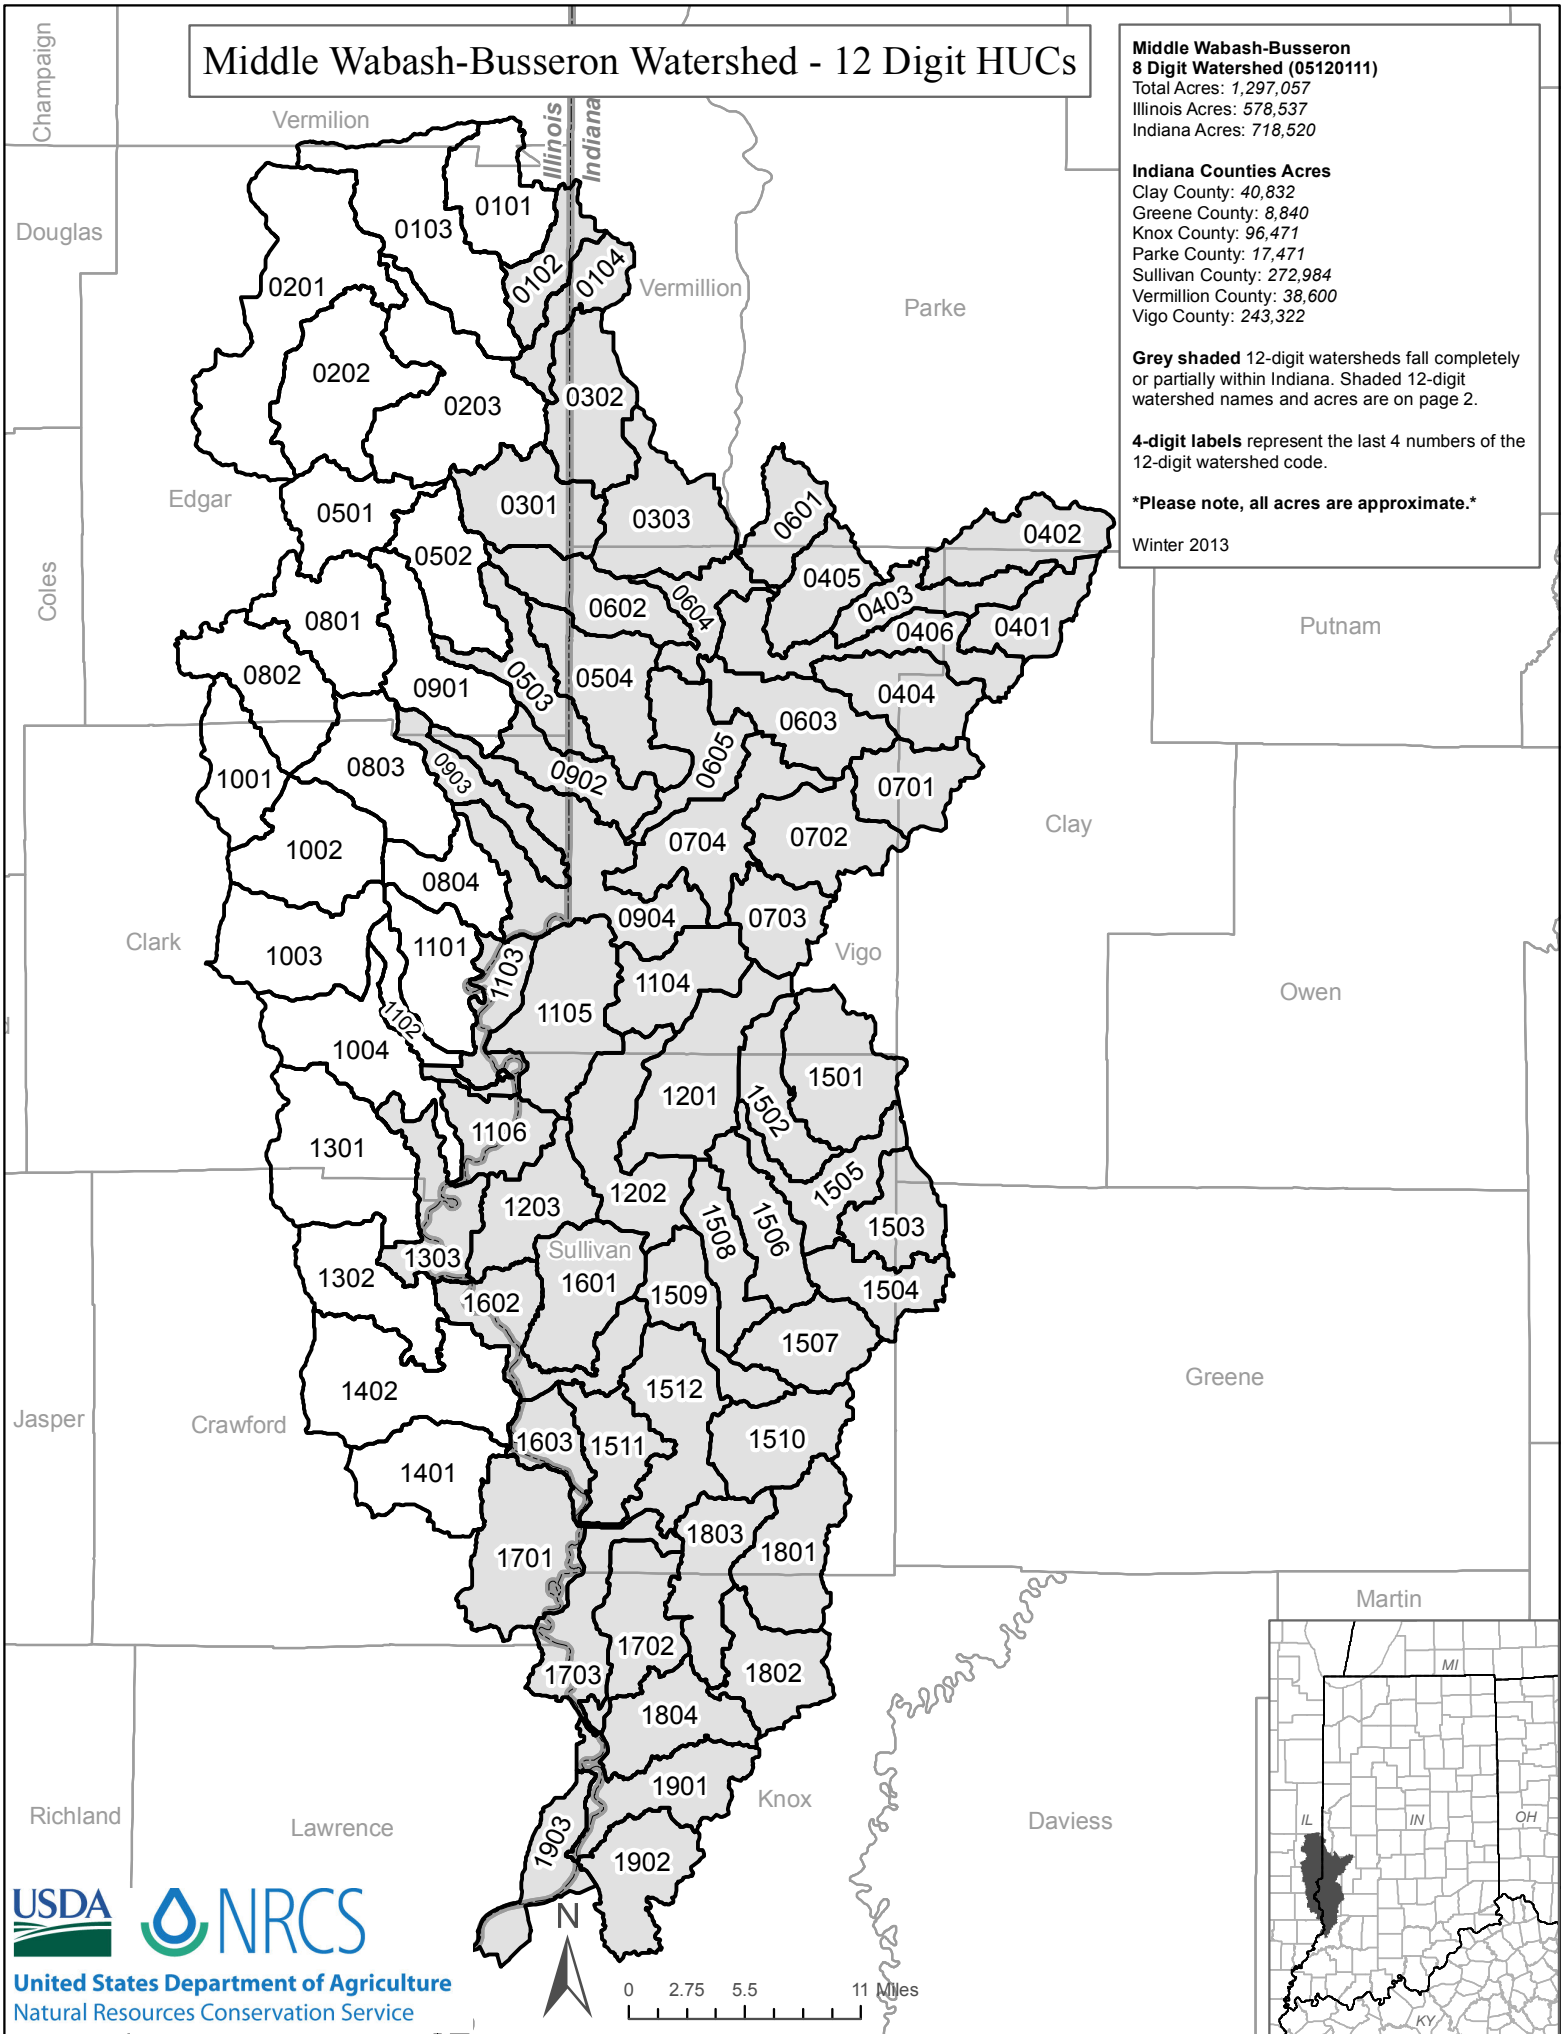 Middle Wabash-Busseron Watershed - 12 Digit HUCs
Middle Wabash-Busseron
8 Digit Watershed (05120111)
Total Acres: 1,297,057
Illinois Acres: 578,537
Indiana Acres: 718,520
Indiana Counties Acres
Clay County: 40,832
Greene County: 8,840
Knox County: 96,471
Parke County: 17,471
Sullivan County: 272,984
Vermillion County: 38,600
Vigo County: 243,322
Grey shaded 12-digit watersheds fall completely
or partially within Indiana. Shaded 12-digit
watershed names and acres are on page 2.
4-digit labels represent the last 4 numbers of the
12-digit watershed code.
*Please note, all acres are approximate.*
Winter 2013
Champaign
Vermilion
Illinois
Indiana
Douglas
0101
0103
0102
0104
Vermillion
Parke
0201
0202
0203
0302
Edgar
0501
0301
0303
0601
0402
0502
Coles
0405
0403
0602
0604
0801
0406
0401
Putnam
0802
0901
0503
0504
0404
0603
0605
1001
0803
0903
0902
0701
1002
0704
0702
Clay
0804
0904
0703
Clark
1003
1101
1103
Vigo
1104
1105
Owen
1102
1004
1501
1201
1502
1106
1301
1505
1202
1203
1508
1506
1503
Sullivan
1303
1302
1601
1602
1509
1504
1507
1402
1512
Greene
Jasper
Crawford
1603
1511
1510
1401
1803
1701
1801
Martin
1702
1703
1802
MI
1804
1901
Knox
Richland
Lawrence
Daviess
IL
IN
OH
1903
1902
USDA
NRCS
N
United States Department of Agriculture
Natural Resources Conservation Service
0 2.75 5.5 11 Miles
KY